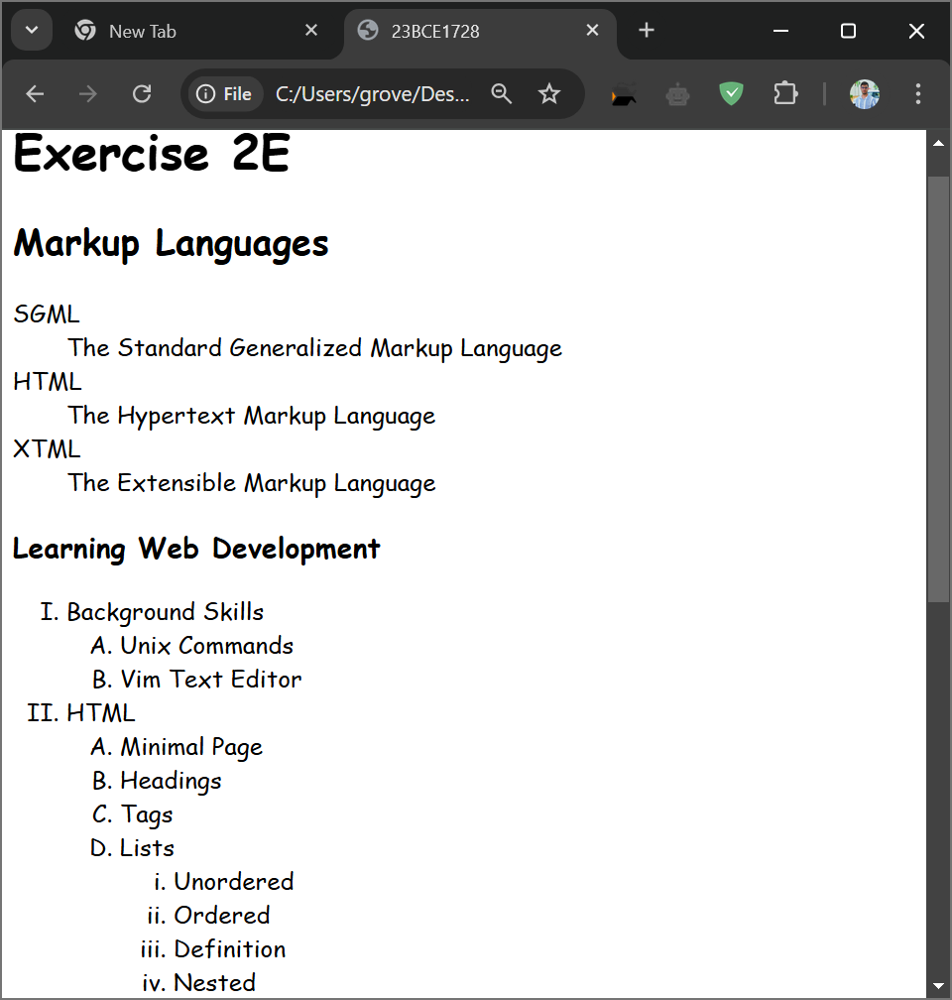 New Tab
23BCE1728
File C:/Users/grove/Des...
Exercise 2E
Markup Languages
SGML
The Standard Generalized Markup Language
HTML
The Hypertext Markup Language
XTML
The Extensible Markup Language
Learning Web Development
I. Background Skills
A. Unix Commands
B. Vim Text Editor
II. HTML
A. Minimal Page
B. Headings
C. Tags
D. Lists
i. Unordered
ii. Ordered
iii. Definition
iv. Nested